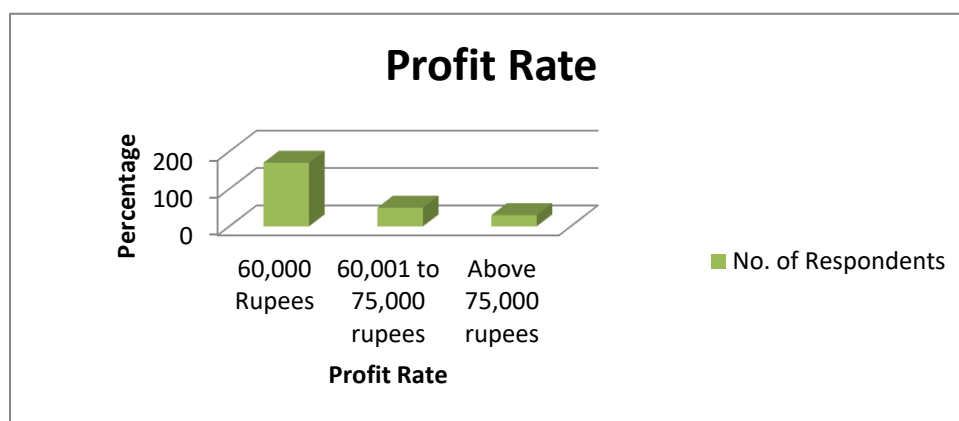 Profit Rate
Percentage
200
100
0
60,000
Rupees
60,001 to
75,000
rupees
Above
75,000
rupees
Profit Rate
No. of Respondents